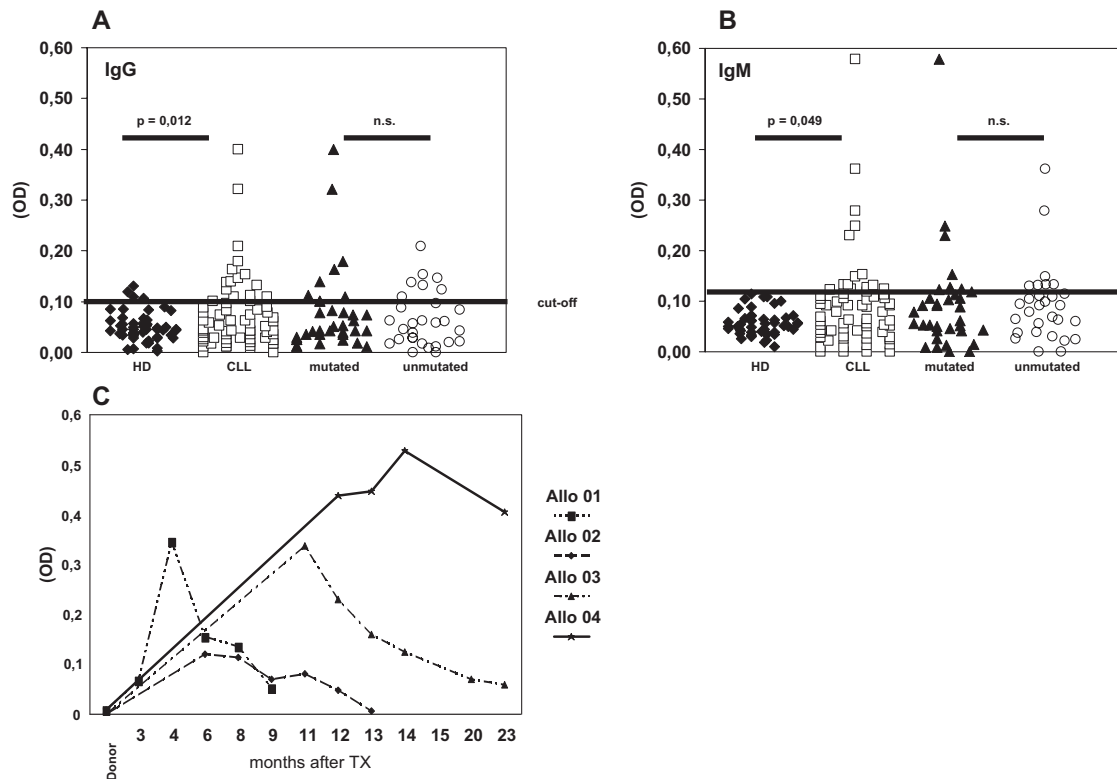 A
IgG
0,60
0,50
0,40
0,30
0,20
0,10
0,00
(OD)
p = 0,012
n.s.
cut-off
HD CLL mutated unmutated
B
IgM
0,60
0,50
0,40
0,30
0,20
0,10
0,00
(OD)
p = 0,049
n.s.
HD CLL mutated unmutated
C
0,6
0,5
0,4
0,3
0,2
0,1
0
(OD)
Donor 3 4 6 8 9 11 12 13 14 15 20 23
months after TX
Allo 01
Allo 02
Allo 03
Allo 04